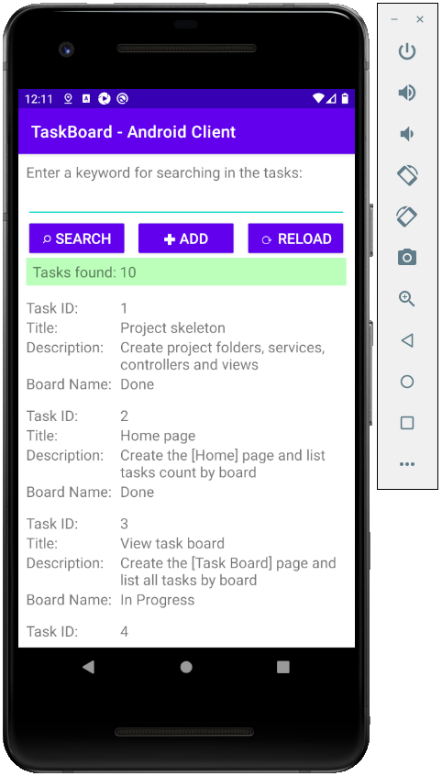 12:11
TaskBoard - Android Client
Enter a keyword for searching in the tasks:
SEARCH
ADD
RELOAD
Tasks found: 10
Task ID: 1
Title: Project skeleton
Description: Create project folders, services,
controllers and views
Board Name: Done
Task ID: 2
Title: Home page
Description: Create the [Home] page and list
tasks count by board
Board Name: Done
Task ID: 3
Title: View task board
Description: Create the [Task Board] page and
list all tasks by board
Board Name: In Progress
Task ID: 4